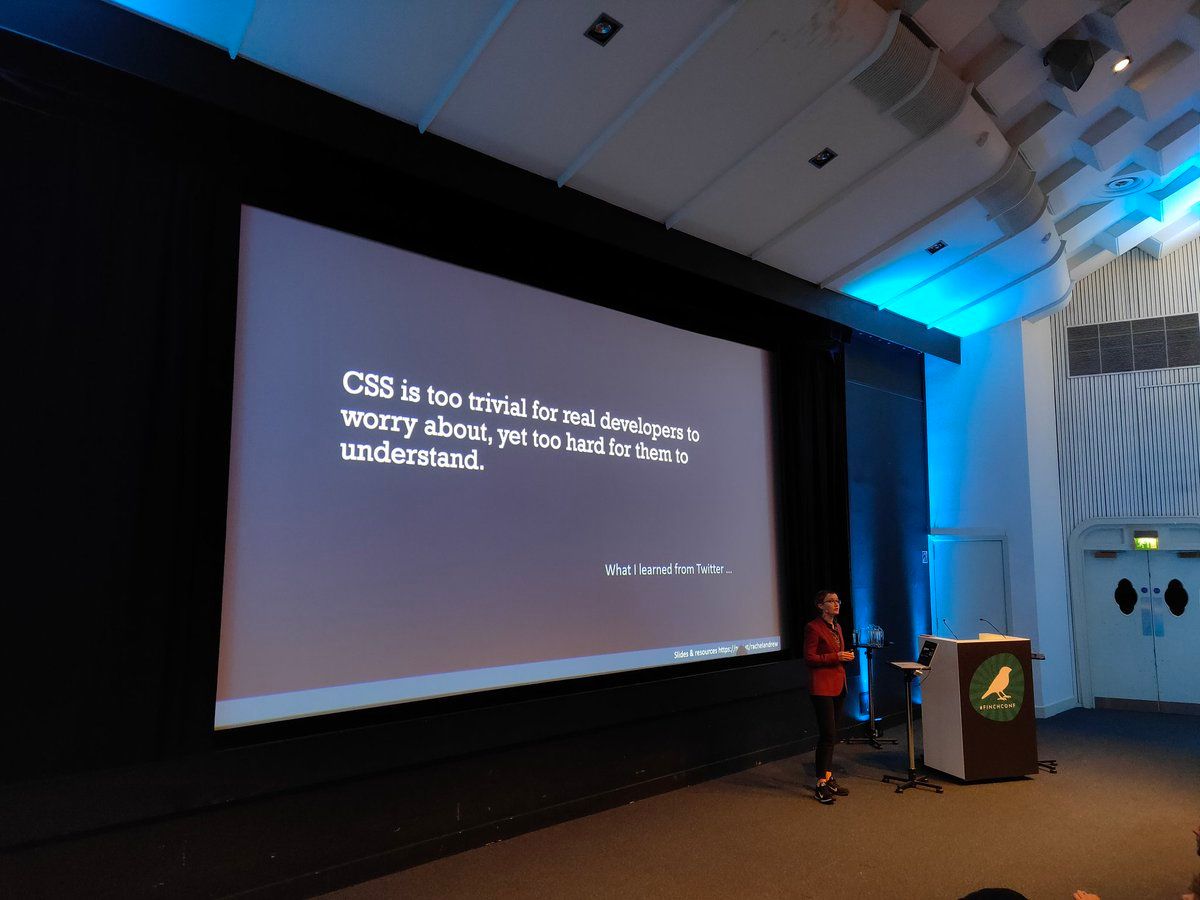 CSS is too trivial for real developers to
worry about, yet too hard for them to
understand.
What I learned from Twitter ...
Slides & resources
#FINCHCONF